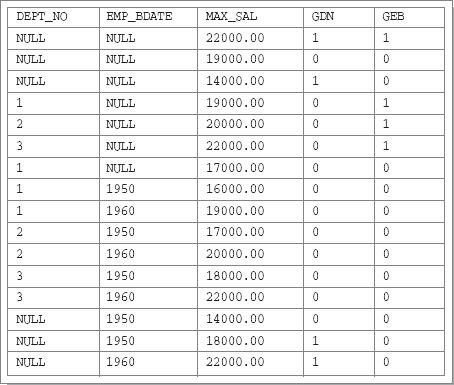 DEPT_NO EMP_BDATE MAX_SAL GDN GEB
NULL NULL 22000.00 1 1
NULL NULL 19000.00 0 0
NULL NULL 14000.00 1 0
1 NULL 19000.00 0 1
2 NULL 20000.00 0 1
3 NULL 22000.00 0 1
1 NULL 17000.00 0 0
1 1950 16000.00 0 0
1 1960 19000.00 0 0
2 1950 17000.00 0 0
2 1960 20000.00 0 0
3 1950 18000.00 0 0
3 1960 22000.00 0 0
NULL 1950 14000.00 0 0
NULL 1950 18000.00 1 0
NULL 1960 22000.00 1 0